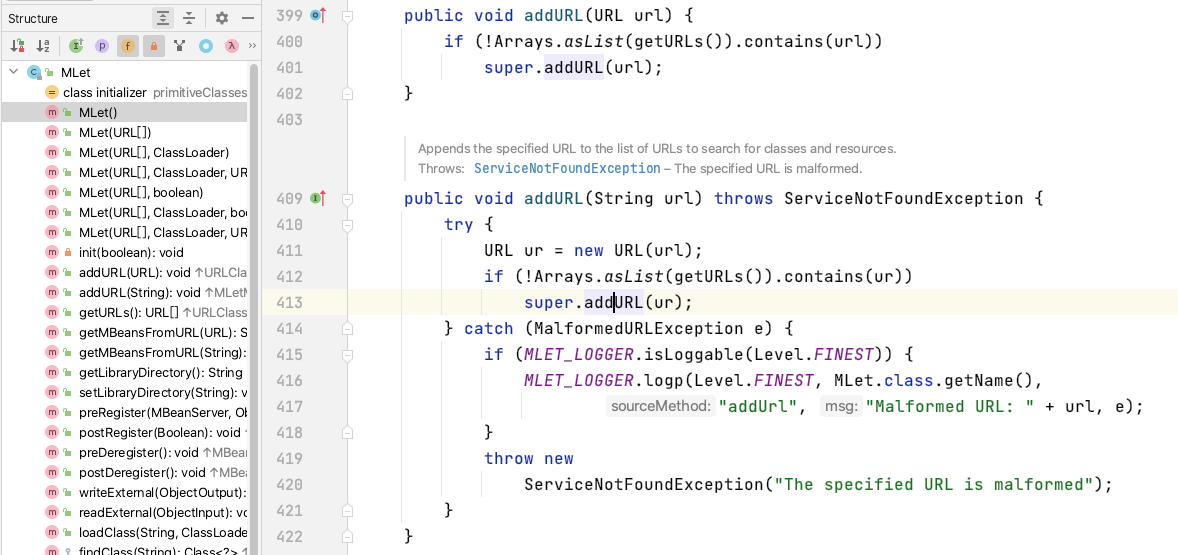 Structure
MLet
class initializer primitiveClasses
MLet()
MLet(URL[])
MLet(URL[], ClassLoader)
MLet(URL[], ClassLoader, UR
MLet(URL[], boolean)
MLet(URL[], ClassLoader, boo
MLet(URL[], ClassLoader, UR
init(boolean): void
addURL(URL): void ↑URLCla
addURL(String): void ↑MLetM
getURLs(): URL[] ↑URLClass
getMBeansFromURL(URL): S
getMBeansFromURL(String):
getLibraryDirectory(): String
setLibraryDirectory(String): v
preRegister(MBeanServer, Ob
postRegister(Boolean): void ↑
preDeregister(): void ↑MBea
postDeregister(): void ↑MBea
writeExternal(ObjectOutput):
readExternal(ObjectInput): vo
loadClass(String, ClassLoade
findClass(String): Class<?> ↑
399 public void addURL(URL url) {
400 if (!Arrays.asList(getURLs()).contains(url))
401 super.addURL(url);
402 }
403
Appends the specified URL to the list of URLs to search for classes and resources.
Throws: ServiceNotFoundException – The specified URL is malformed.
409 public void addURL(String url) throws ServiceNotFoundException {
410 try {
411 URL ur = new URL(url);
412 if (!Arrays.asList(getURLs()).contains(ur))
413 super.addURL(ur);
414 } catch (MalformedURLException e) {
415 if (MLET_LOGGER.isLoggable(Level.FINEST)) {
416 MLET_LOGGER.logp(Level.FINEST, MLet.class.getName(),
417 sourceMethod: "addUrl", msg: "Malformed URL: " + url, e);
418 }
419 throw new
420 ServiceNotFoundException("The specified URL is malformed");
421 }
422 }